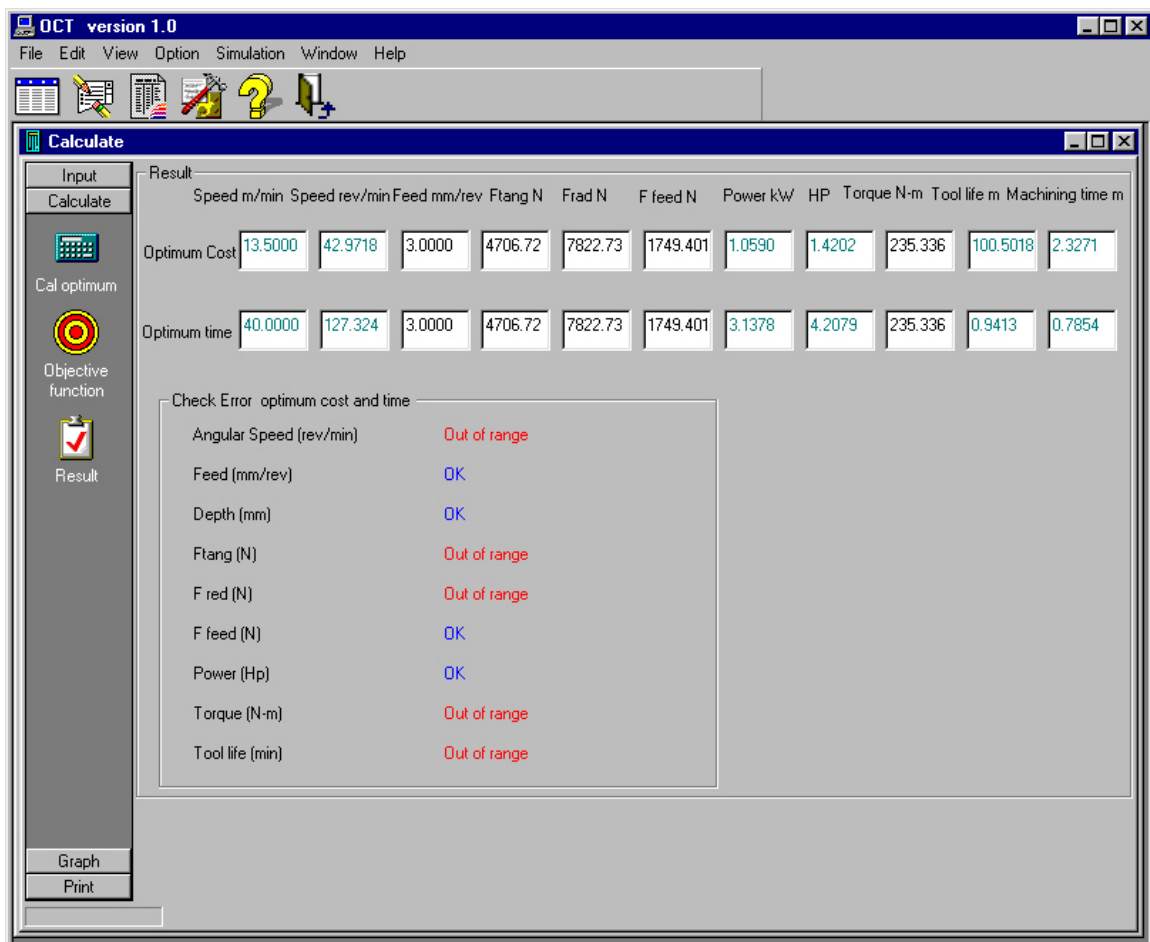 OCT version 1.0
File Edit View Option Simulation Window Help
Calculate
Input
Calculate
Cal optimum
Objective
function
Result
Graph
Print
Result
Speed m/min Speed rev/min Feed mm/rev Ftang N Frad N F feed N Power kW HP Torque N-m Tool life m Machining time m
Optimum Cost 13.5000 42.9718 3.0000 4706.72 7822.73 1749.401 1.0590 1.4202 235.336 100.5018 2.3271
Optimum time 40.0000 127.324 3.0000 4706.72 7822.73 1749.401 3.1378 4.2079 235.336 0.9413 0.7854
Check Error optimum cost and time
Angular Speed (rev/min) Out of range
Feed (mm/rev) OK
Depth (mm) OK
Ftang (N) Out of range
F red (N) Out of range
F feed (N) OK
Power (Hp) OK
Torque (N-m) Out of range
Tool life (min) Out of range